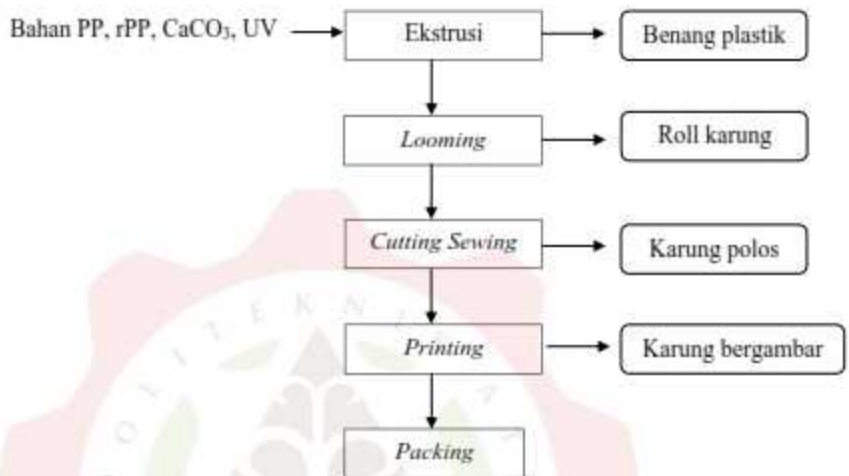 Bahan PP, rPP, CaCO₃, UV
Ekstrusi
Benang plastik
Looming
Roll karung
Cutting Sewing
Karung polos
Printing
Karung bergambar
Packing